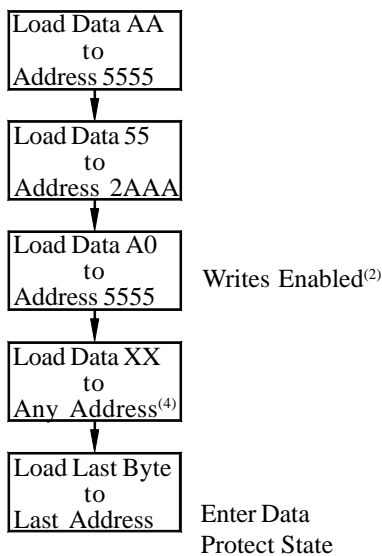 Load Data AA
to
Address 5555
Load Data 55
to
Address 2AAA
Load Data A0
to
Address 5555
Writes Enabled(2)
Load Data XX
to
Any Address(4)
Load Last Byte
to
Last Address
Enter Data
Protect State